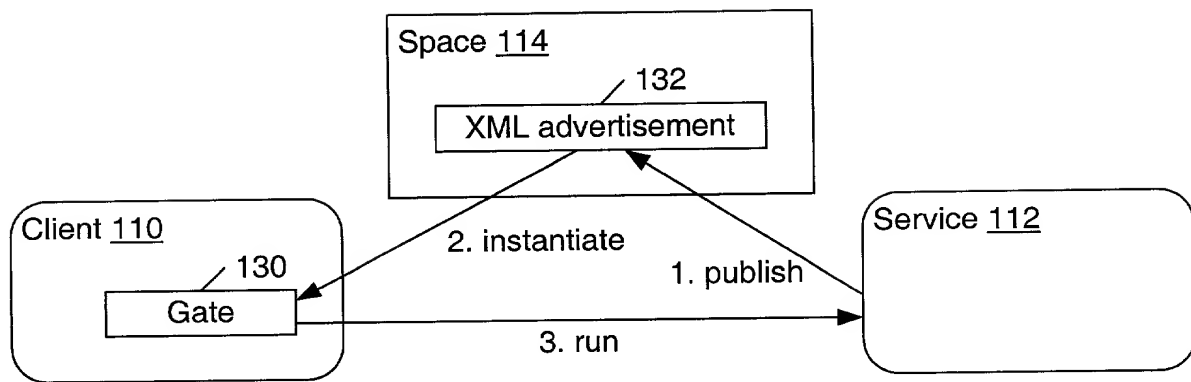 Space 114
132
XML advertisement
Client 110
2. instantiate
Service 112
130
1. publish
Gate
3. run